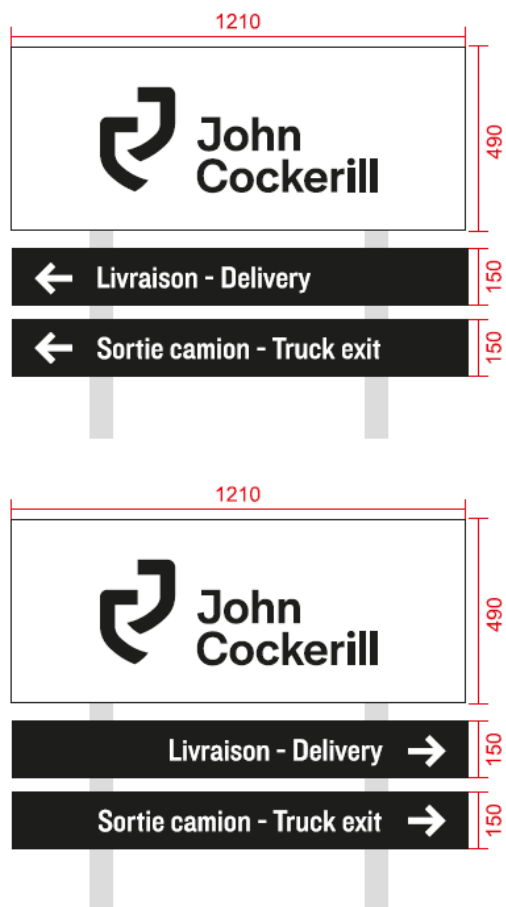 1210
490
John
Cockerill
← Livraison - Delivery
150
← Sortie camion - Truck exit
150
1210
490
John
Cockerill
Livraison - Delivery →
150
Sortie camion - Truck exit →
150